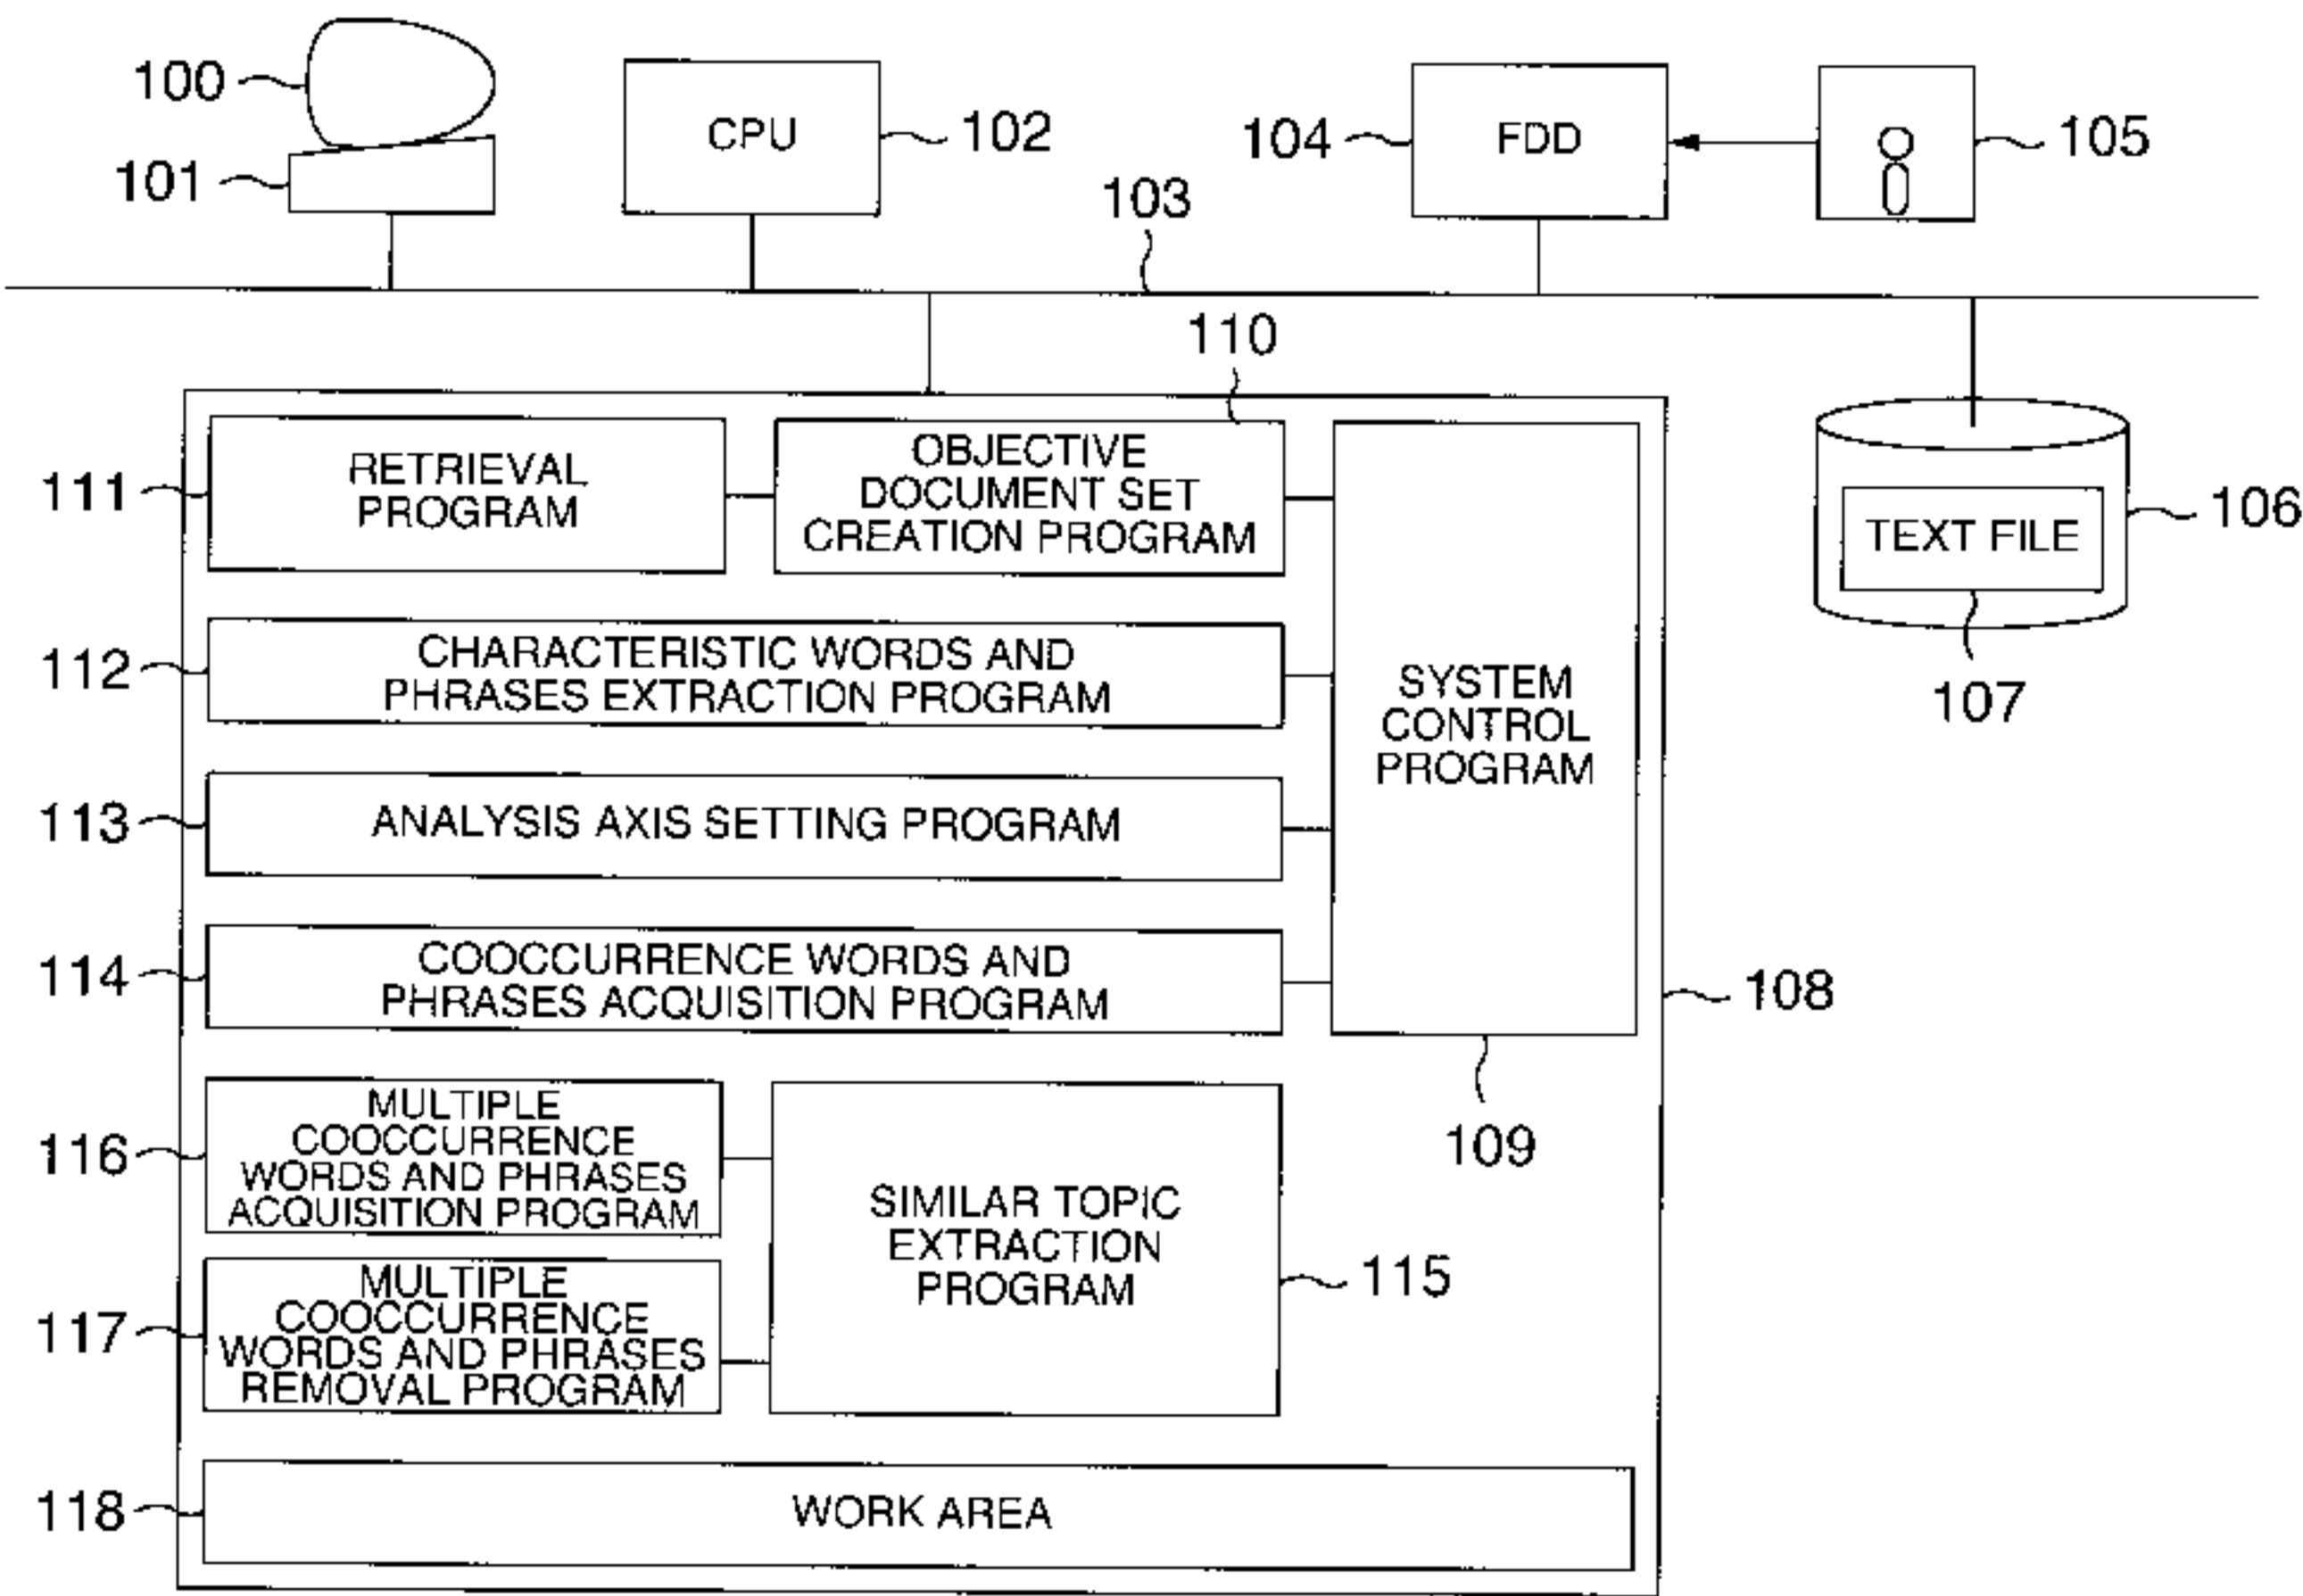 100
101
CPU
102
103
104
FDD
105
110
111
RETRIEVAL
PROGRAM
OBJECTIVE
DOCUMENT SET
CREATION PROGRAM
TEXT FILE
106
107
112
CHARACTERISTIC WORDS AND
PHRASES EXTRACTION PROGRAM
SYSTEM
CONTROL
PROGRAM
113
ANALYSIS AXIS SETTING PROGRAM
114
COOCCURRENCE WORDS AND
PHRASES ACQUISITION PROGRAM
108
109
116
MULTIPLE
COOCCURRENCE
WORDS AND PHRASES
ACQUISITION PROGRAM
SIMILAR TOPIC
EXTRACTION
PROGRAM
115
117
MULTIPLE
COOCCURRENCE
WORDS AND PHRASES
REMOVAL PROGRAM
118
WORK AREA